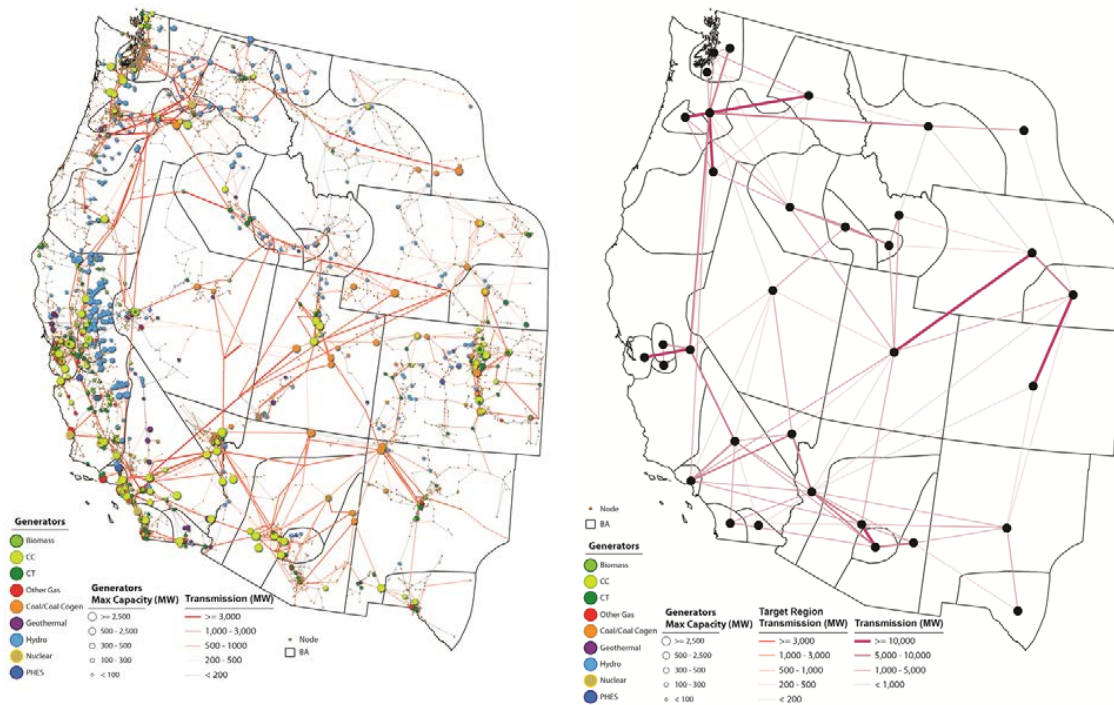 Generators
Biomass
CC
CT
Other Gas
Coal/Coal Cogen
Geothermal
Hydro
Nuclear
PHES
Generators
Max Capacity (MW)
>= 2,500
500 - 2,500
300 - 500
100 - 300
< 100
Transmission (MW)
>= 3,000
1,000 - 3,000
500 - 1000
200 - 500
< 200
Node
BA
Node
BA
Generators
Biomass
CC
CT
Other Gas
Coal/Coal Cogen
Geothermal
Hydro
Nuclear
PHES
Generators
Max Capacity (MW)
>= 2,500
500 - 2,500
300 - 500
100 - 300
< 100
Target Region
Transmission (MW)
>= 3,000
1,000 - 3,000
500 - 1,000
200 - 500
< 200
Transmission (MW)
>= 10,000
5,000 - 10,000
1,000 - 5,000
< 1,000